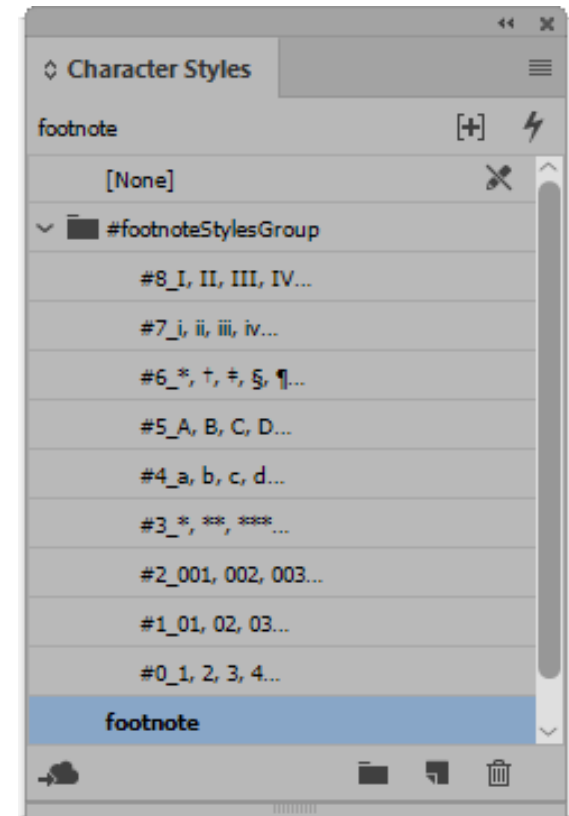 Character Styles
footnote
[None]
#footnoteStylesGroup
#8_I, II, III, IV...
#7_i, ii, iii, iv...
#6_*, †, ‡, §, ¶...
#5_A, B, C, D...
#4_a, b, c, d...
#3_*, **, ***...
#2_001, 002, 003...
#1_01, 02, 03...
#0_1, 2, 3, 4...
footnote